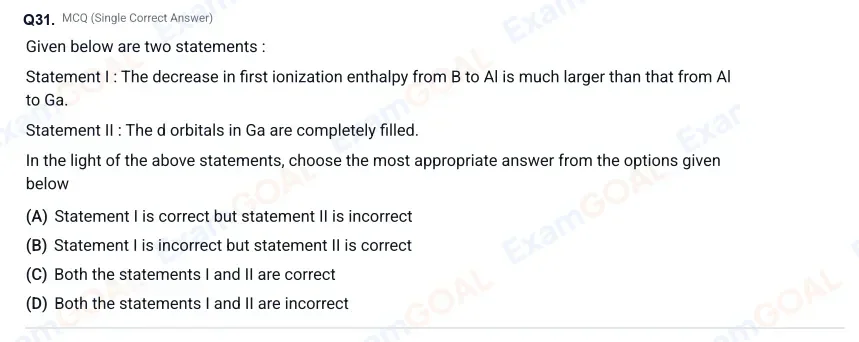 Q31. MCQ (Single Correct Answer)
Given below are two statements :
Statement I : The decrease in first ionization enthalpy from B to Al is much larger than that from Al
to Ga.
Statement II : The d orbitals in Ga are completely filled.
In the light of the above statements, choose the most appropriate answer from the options given
below
(A) Statement I is correct but statement II is incorrect
(B) Statement I is incorrect but statement II is correct
(C) Both the statements I and II are correct
(D) Both the statements I and II are incorrect